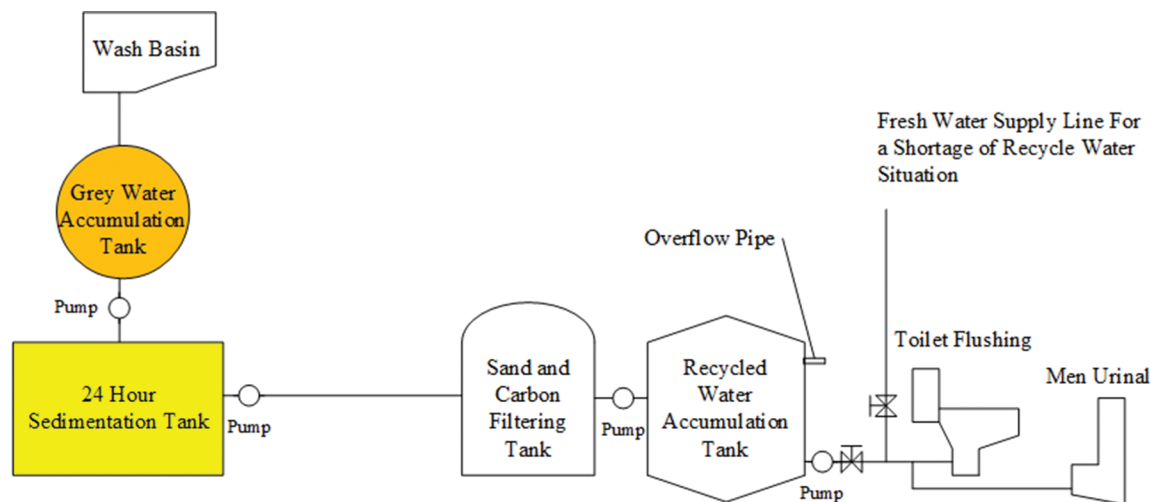 Wash Basin
Grey Water
Accumulation
Tank
Pump
24 Hour
Sedimentation Tank
Pump
Sand and
Carbon
Filtering
Tank
Pump
Recycled
Water
Accumulation
Tank
Overflow Pipe
Pump
Fresh Water Supply Line For
a Shortage of Recycle Water
Situation
Toilet Flushing
Men Urinal